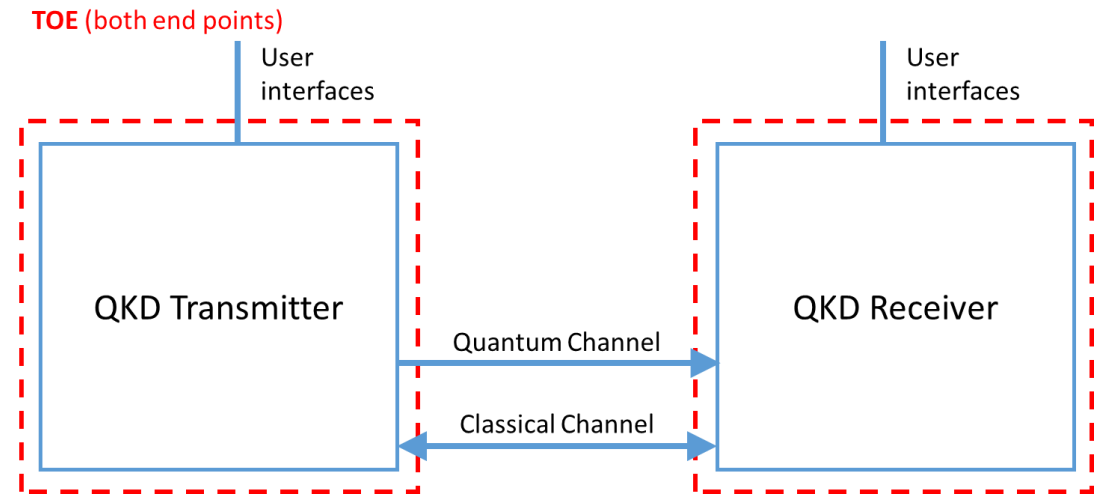 TOE (both end points)
User
interfaces
User
interfaces
QKD Transmitter
QKD Receiver
Quantum Channel
Classical Channel